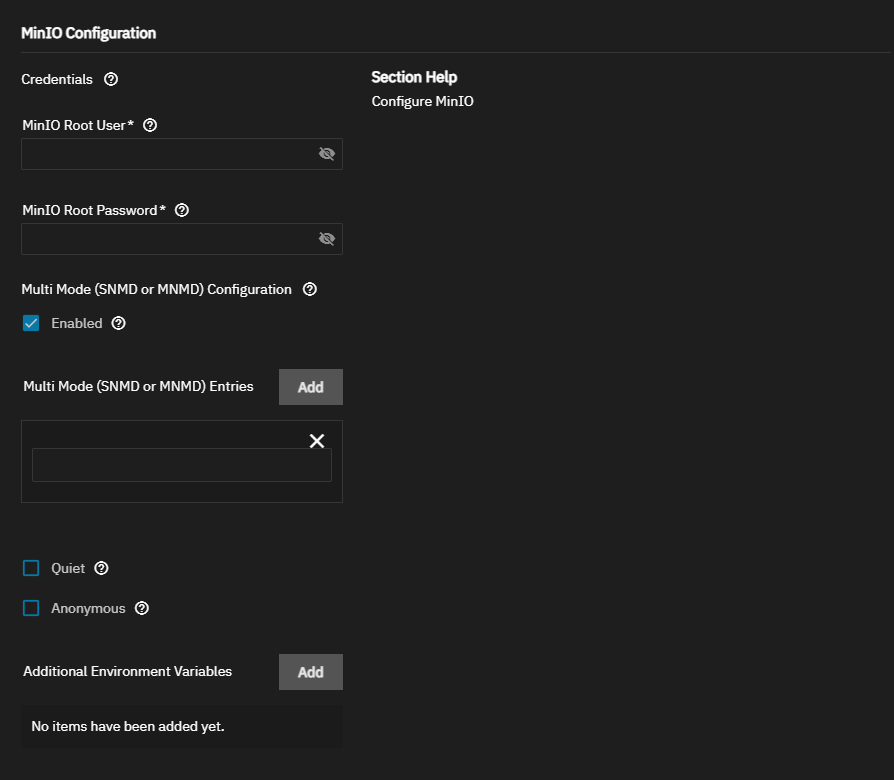 MinIO Configuration
Credentials
Section Help
Configure MinIO
MinIO Root User*
MinIO Root Password*
Multi Mode (SNMD or MNMD) Configuration
Enabled
Multi Mode (SNMD or MNMD) Entries
Add
Quiet
Anonymous
Additional Environment Variables
Add
No items have been added yet.